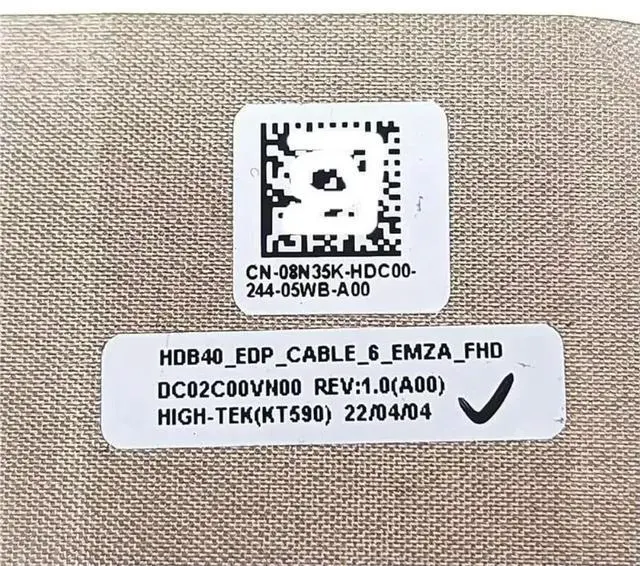 CN-08N35K-HDC00-
244-05WB-A00
HDB40_EDP_CABLE_6_EMZA_FHD
DC02C00VN00 REV:1.0(A00)
HIGH-TEK(KT590) 22/04/04